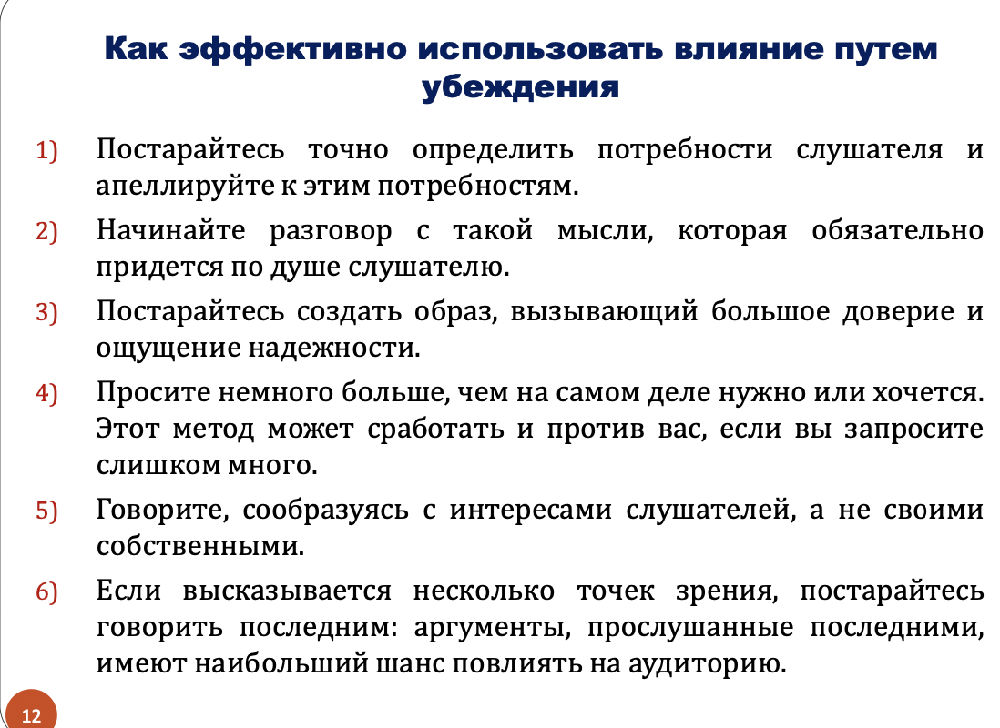 Как эффективно использовать влияние путем
убеждения
1) Постарайтесь точно определить потребности слушателя и
апеллируйте к этим потребностям.
2) Начинайте разговор с такой мысли, которая обязательно
придется по душе слушателю.
3) Постарайтесь создать образ, вызывающий большое доверие и
ощущение надежности.
4) Просите немного больше, чем на самом деле нужно или хочется.
Этот метод может сработать и против вас, если вы запросите
слишком много.
5) Говорите, сообразуясь с интересами слушателей, а не своими
собственными.
6) Если высказывается несколько точек зрения, постарайтесь
говорить последним: аргументы, прослушанные последними,
имеют наибольший шанс повлиять на аудиторию.
12